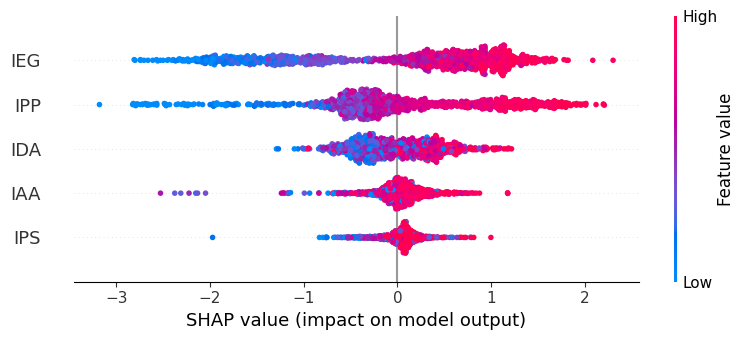 High
IEG
IPP
IDA
IAA
IPS
Feature value
Low
−3 −2 −1 0 1 2
SHAP value (impact on model output)